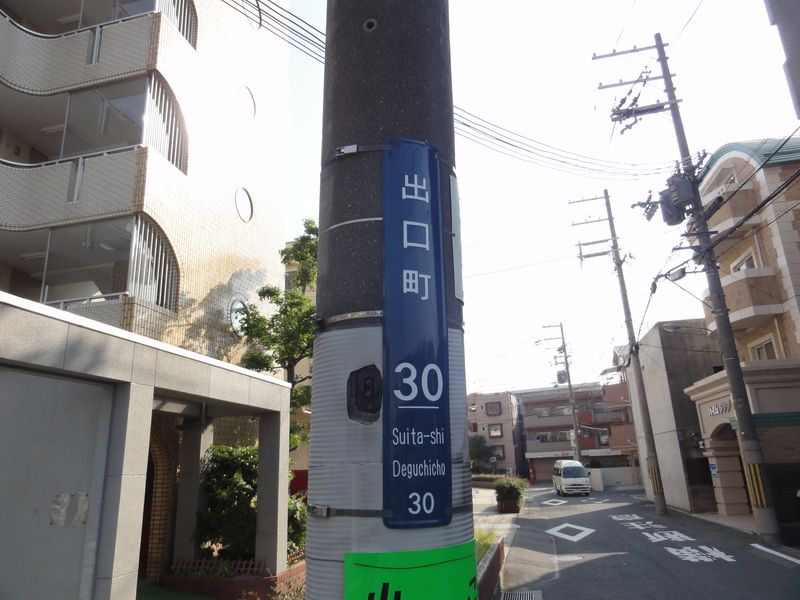 出口町
30
Suita-shi
Deguchicho
30